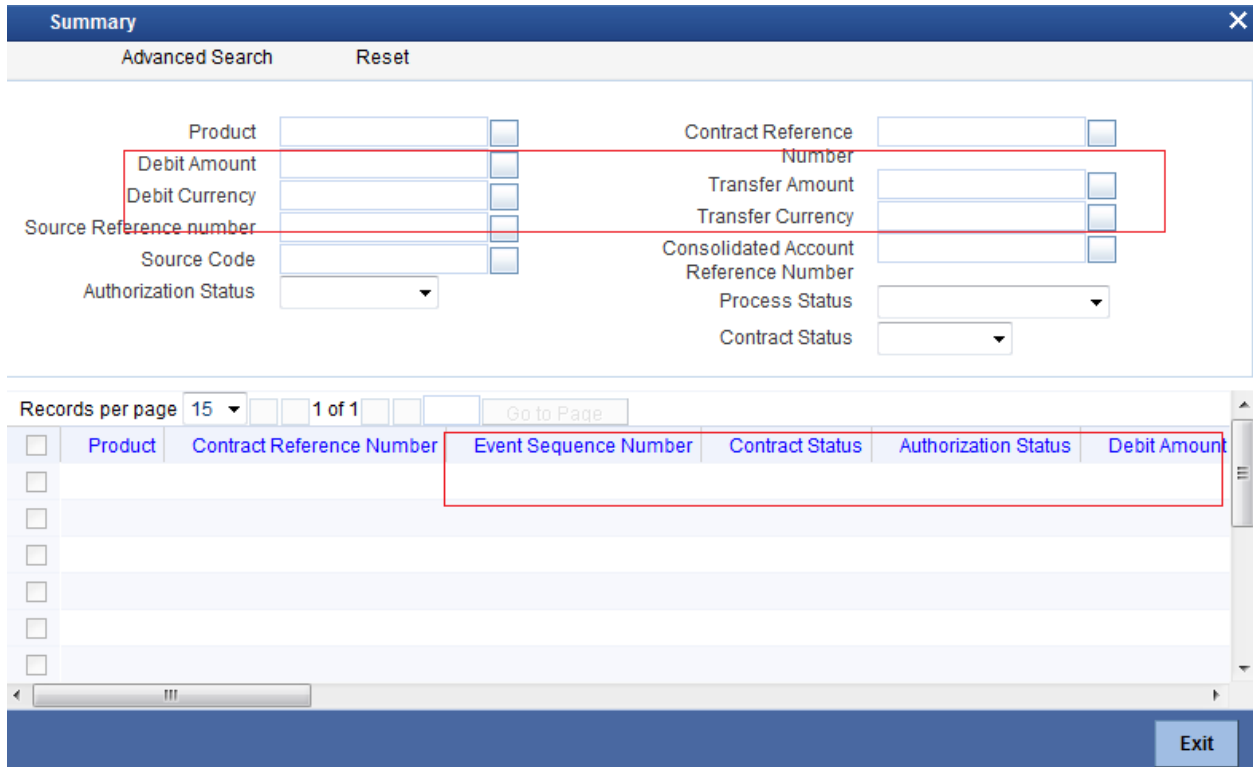 Summary
Advanced Search Reset
Product
Debit Amount
Debit Currency
Source Reference number
Source Code
Authorization Status
Contract Reference
Number
Transfer Amount
Transfer Currency
Consolidated Account
Reference Number
Process Status
Contract Status
Records per page 15 1 of 1 Go to Page
Product Contract Reference Number Event Sequence Number Contract Status Authorization Status Debit Amount
Exit